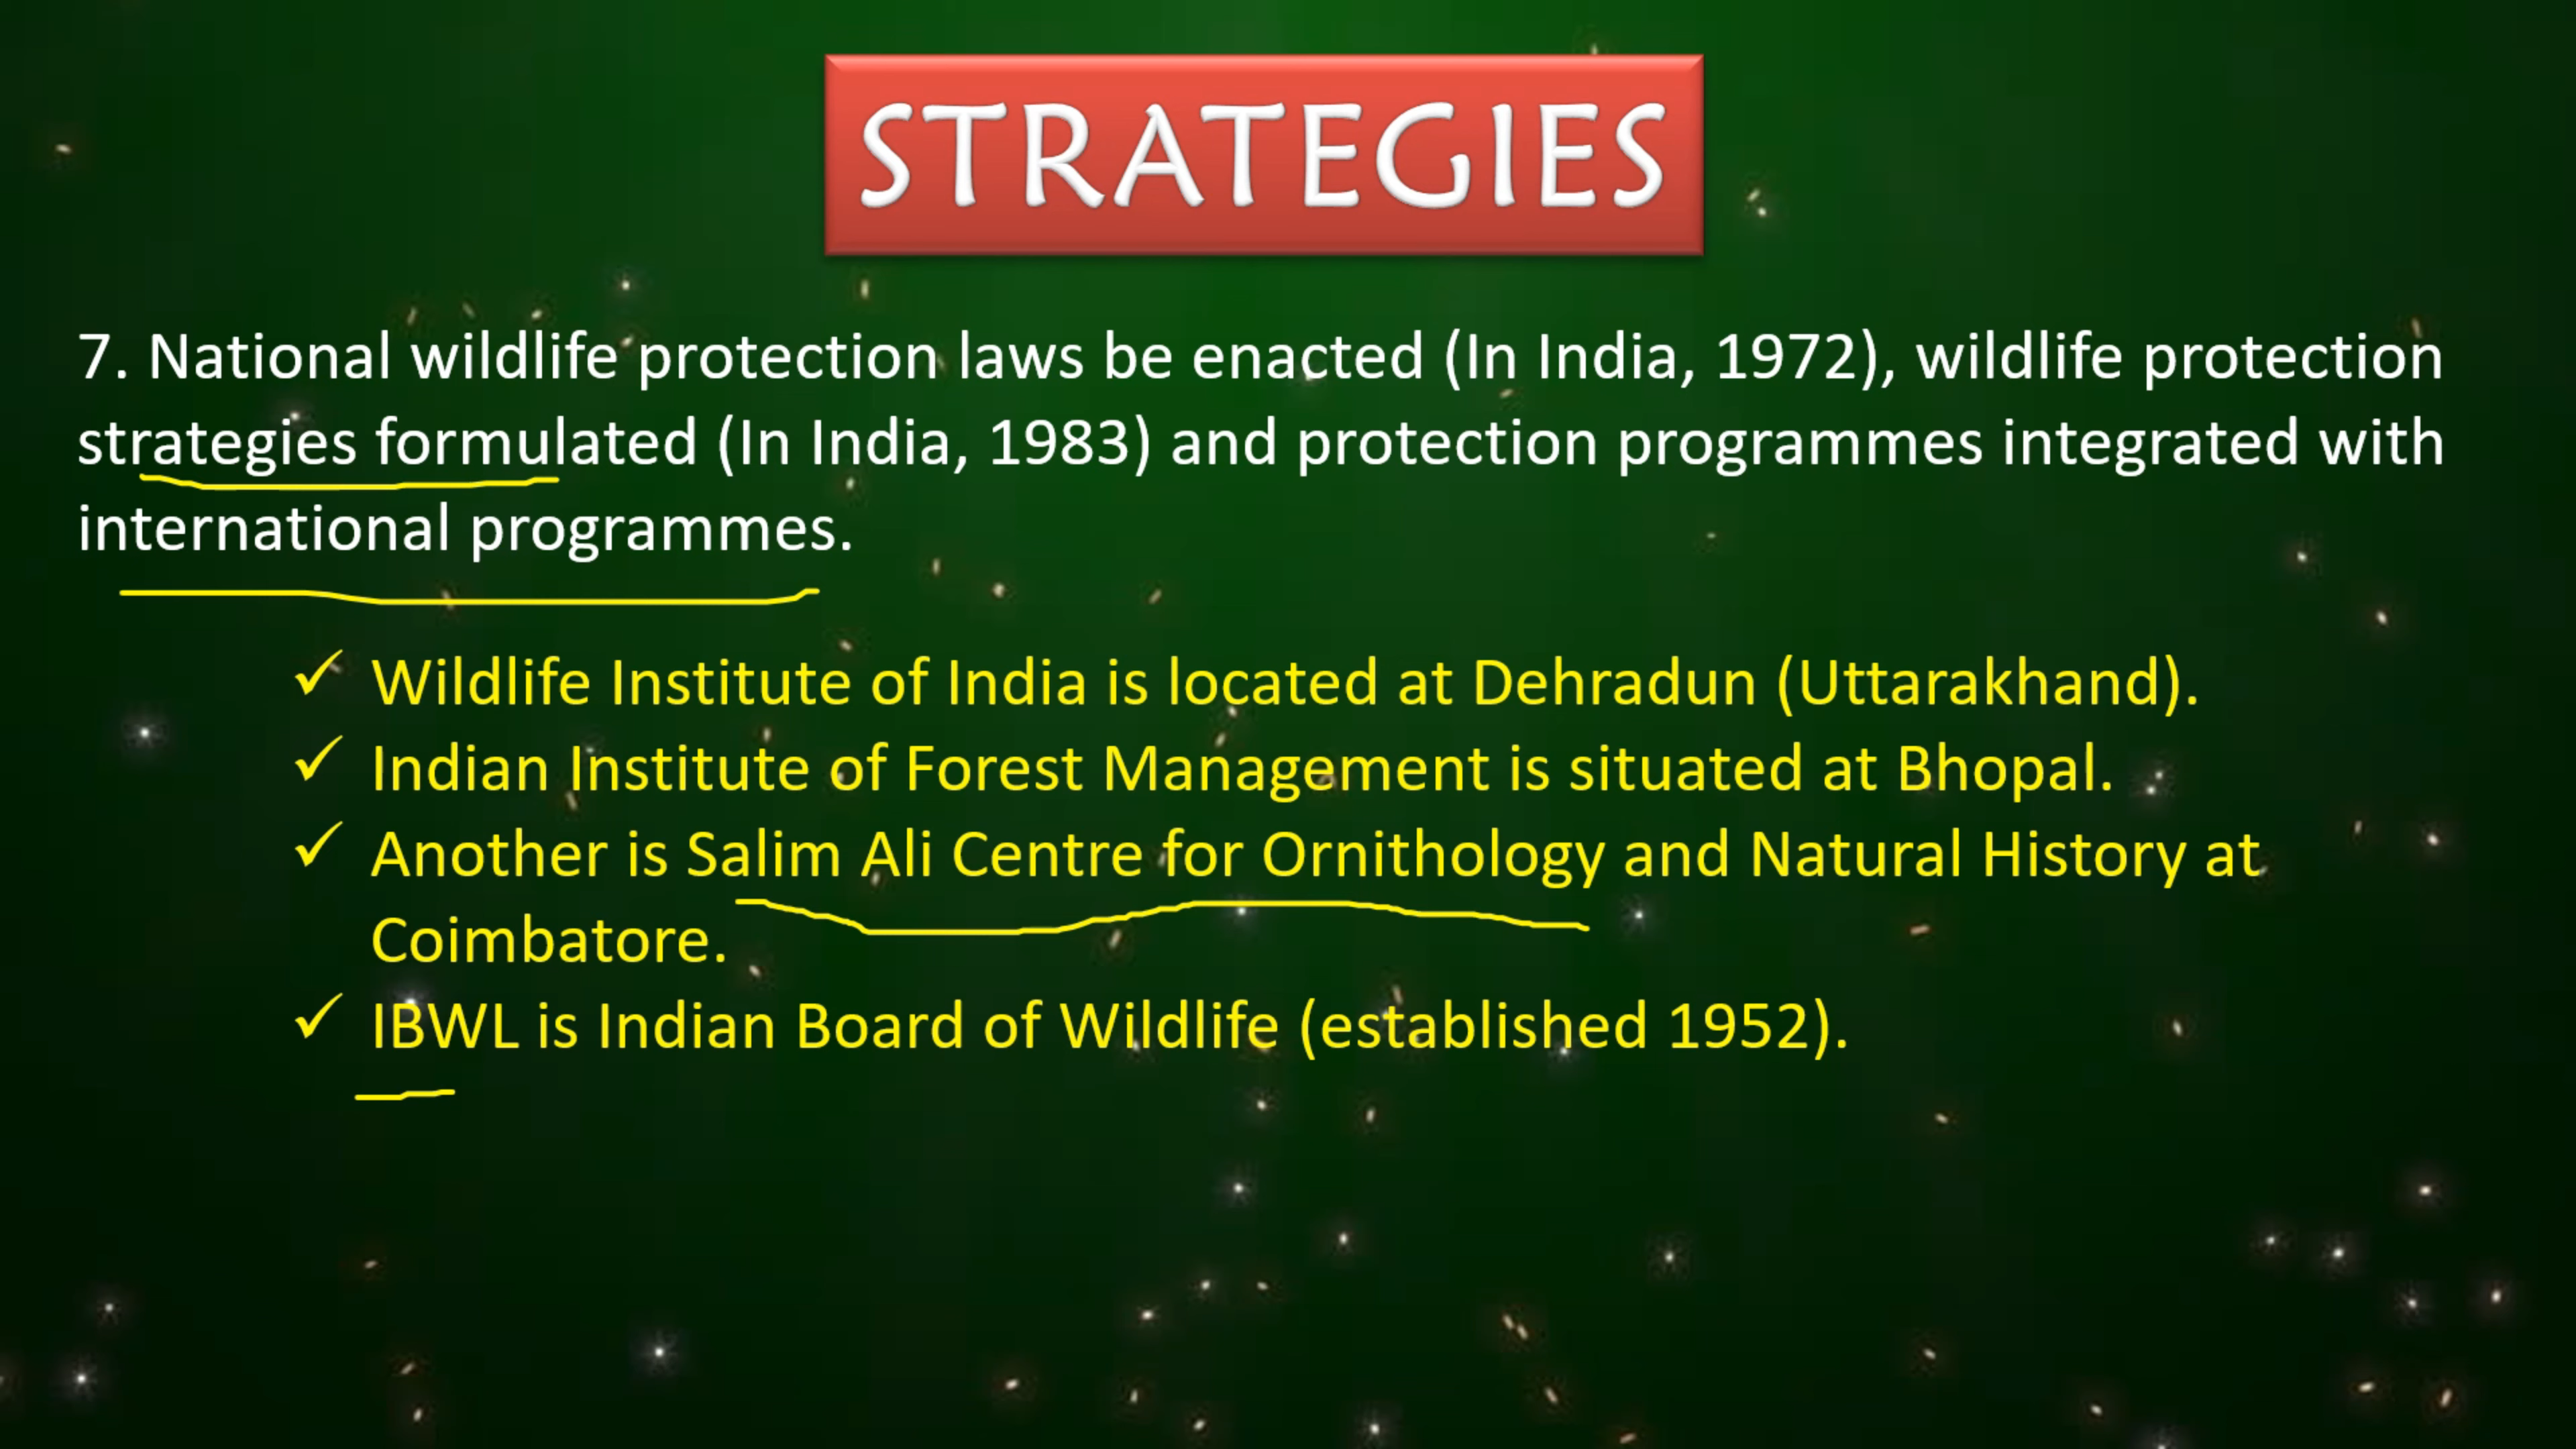 STRATEGIES
7. National wildlife protection laws be enacted (In India, 1972), wildlife protection
strategies formulated (In India, 1983) and protection programmes integrated with
international programmes.
✓ Wildlife Institute of India is located at Dehradun (Uttarakhand).
✓ Indian Institute of Forest Management is situated at Bhopal.
✓ Another is Salim Ali Centre for Ornithology and Natural History at
Coimbatore.
✓ IBWL is Indian Board of Wildlife (established 1952).